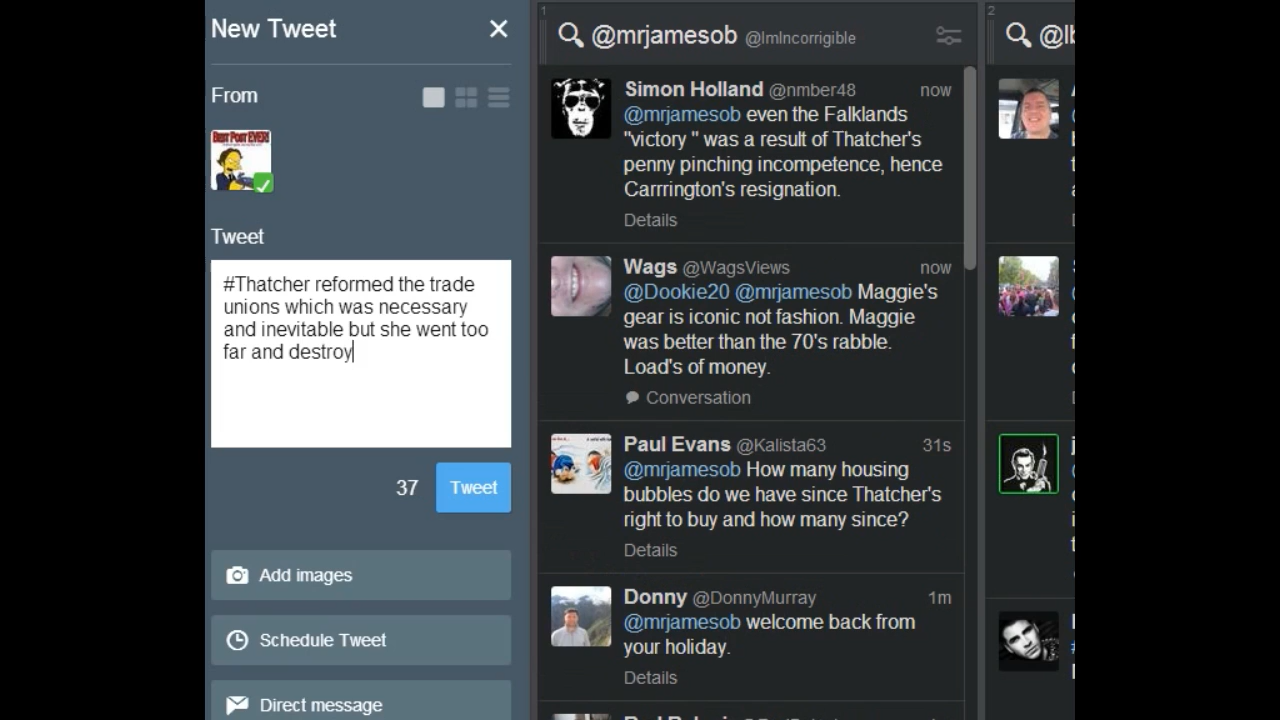 New Tweet
From
BEST POST EVER!
Tweet
#Thatcher reformed the trade
unions which was necessary
and inevitable but she went too
far and destroy
37 Tweet
Add images
Schedule Tweet
Direct message
1
@mrjamesob @ImIncorrigible
Simon Holland @nmber48 now
@mrjamesob even the Falklands
"victory " was a result of Thatcher's
penny pinching incompetence, hence
Carrrington's resignation.
Details
Wags @WagsViews now
@Dookie20 @mrjamesob Maggie's
gear is iconic not fashion. Maggie
was better than the 70's rabble.
Load's of money.
Conversation
Paul Evans @Kalista63 31s
@mrjamesob How many housing
bubbles do we have since Thatcher's
right to buy and how many since?
Details
Donny @DonnyMurray 1m
@mrjamesob welcome back from
your holiday.
Details
2